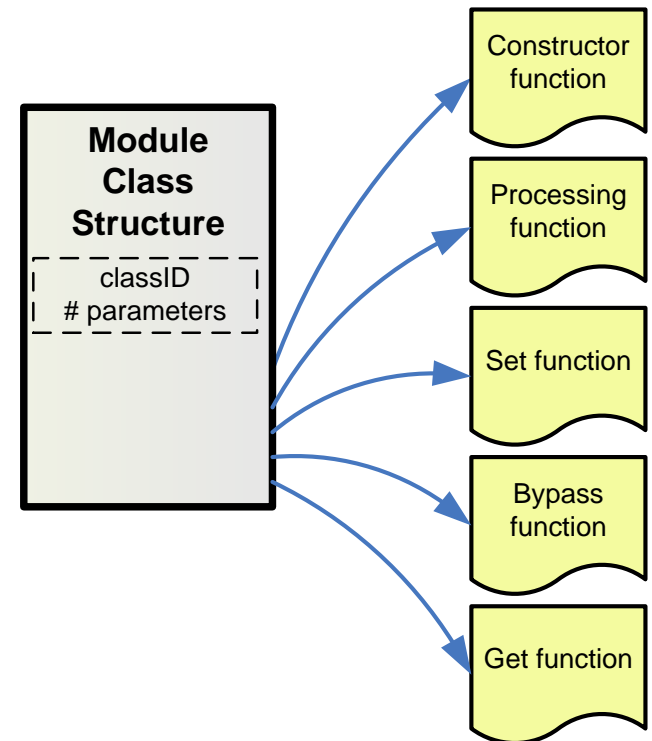 Module
Class
Structure
classID
# parameters
Constructor
function
Processing
function
Set function
Bypass
function
Get function